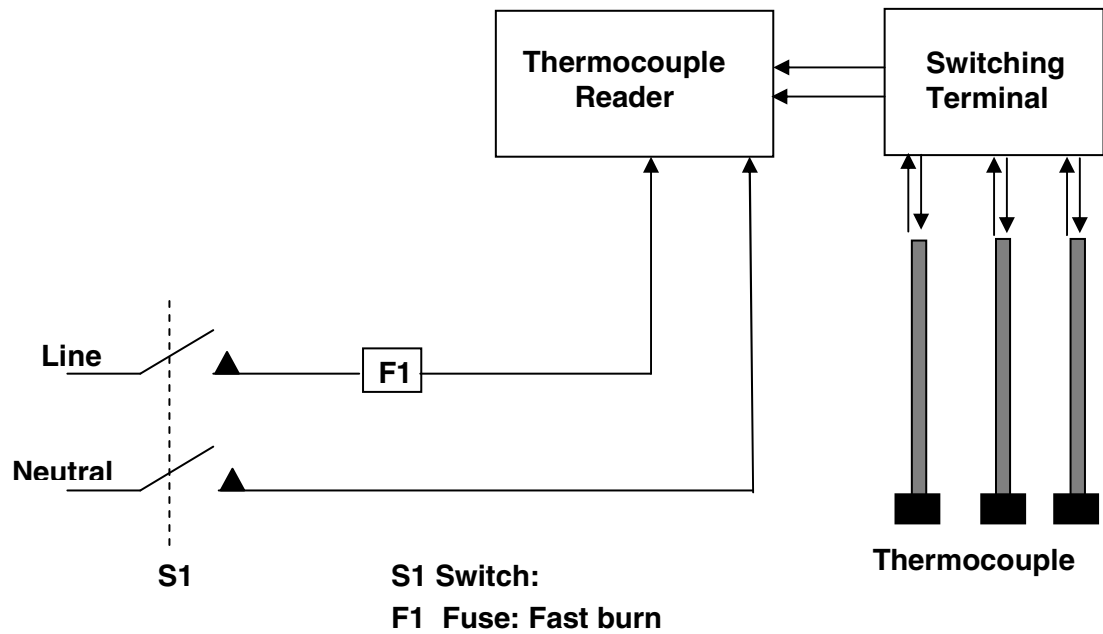 Thermocouple
Reader
Switching
Terminal
Line
F1
Neutral
Thermocouple
S1
S1 Switch:
F1 Fuse: Fast burn